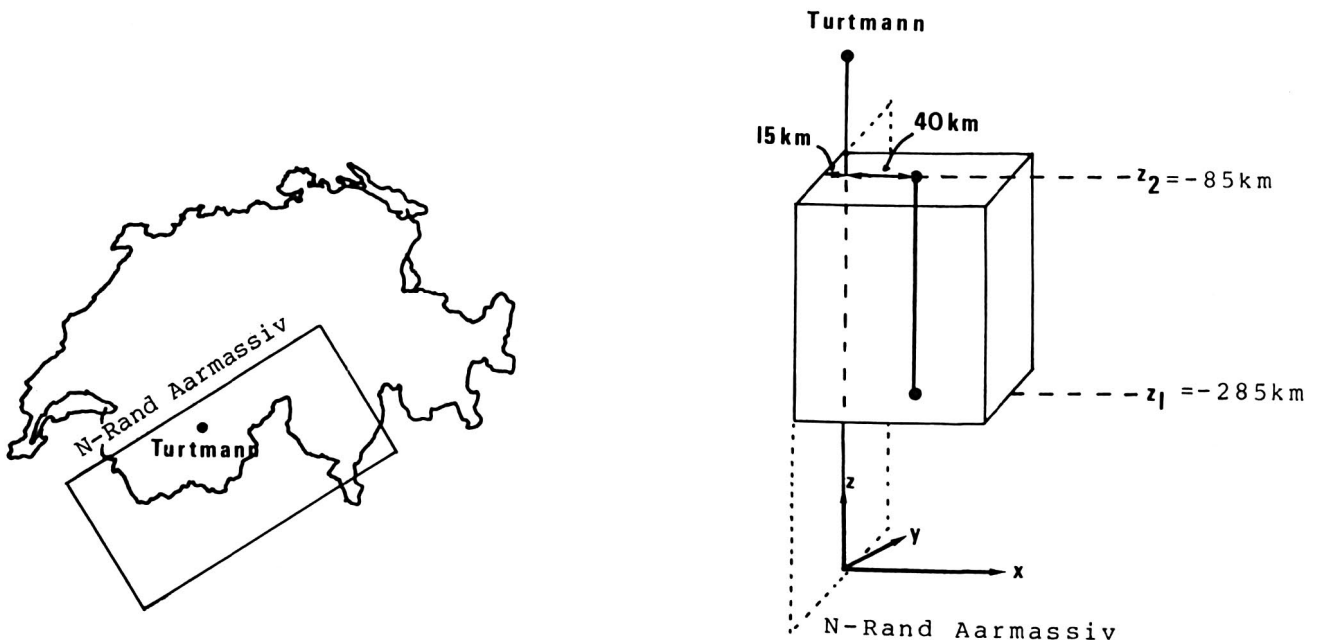 N-Rand Aarmassiv
Turtmann
Turtmann
15km
40km
z2=-85km
z1 =-285km
z
y
x
N-Rand Aarmassiv